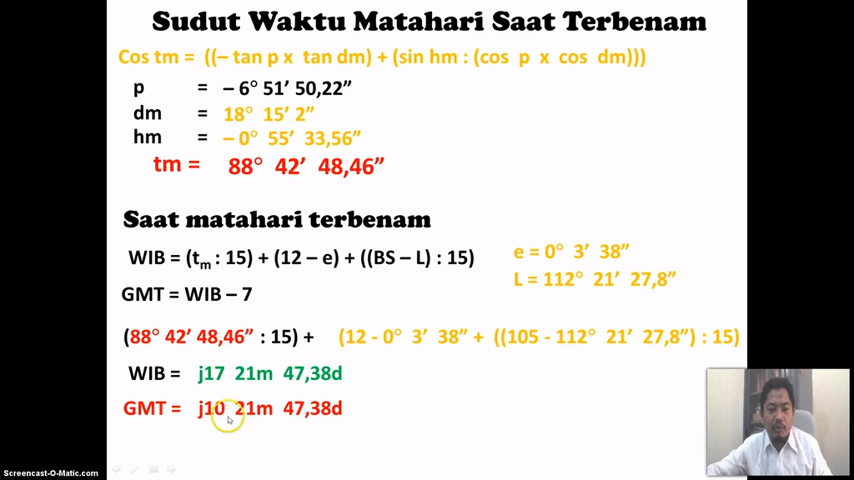 Sudut Waktu Matahari Saat Terbenam
Cos tm = ((– tan p x tan dm) + (sin hm : (cos p x cos dm)))
p = – 6° 51’ 50,22”
dm = 18° 15’ 2”
hm = – 0° 55’ 33,56”
tm = 88° 42’ 48,46”
Saat matahari terbenam
WIB = (tm : 15) + (12 – e) + ((BS – L) : 15)
e = 0° 3’ 38”
L = 112° 21’ 27,8”
GMT = WIB – 7
(88° 42’ 48,46” : 15) + (12 - 0° 3’ 38” + ((105 - 112° 21’ 27,8”) : 15)
WIB = j17 21m 47,38d
GMT = j10 21m 47,38d
Screencast-O-Matic.com